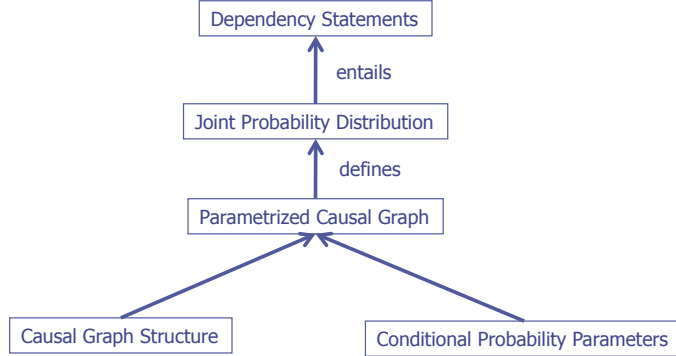 Dependency Statements
entails
Joint Probability Distribution
defines
Parametrized Causal Graph
Causal Graph Structure
Conditional Probability Parameters